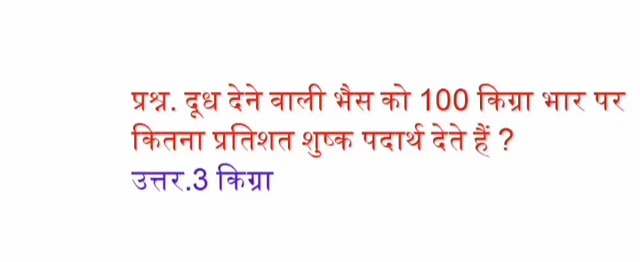 प्रश्न. दूध देने वाली भैस को 100 किग्रा भार पर
कितना प्रतिशत शुष्क पदार्थ देते हैं ?
उत्तर.3 किग्रा